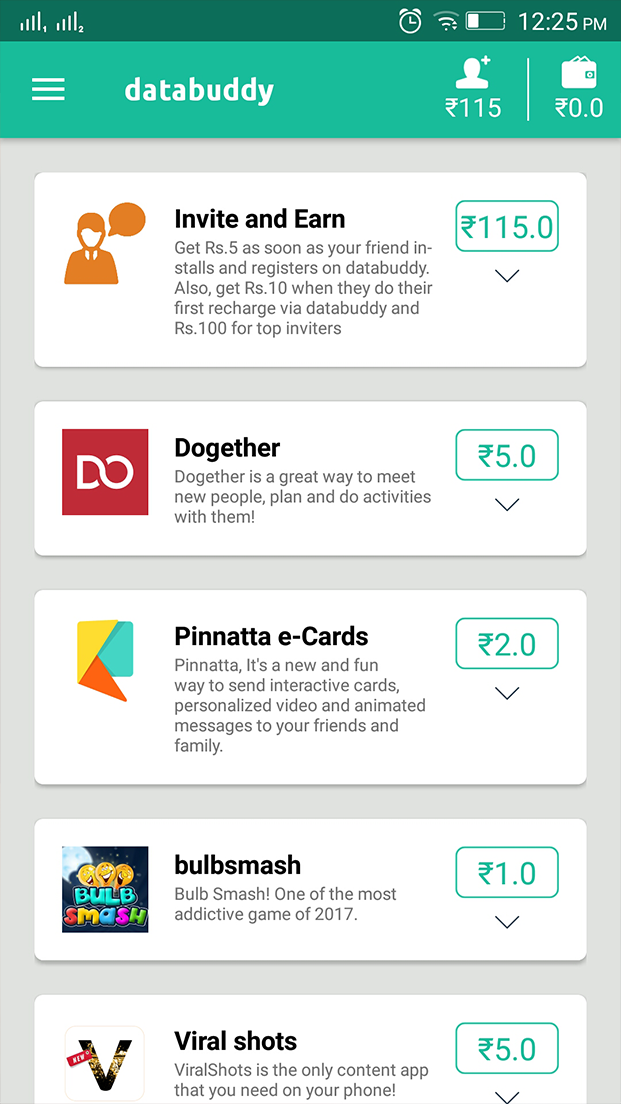 12:25 PM
databuddy
₹115
₹0.0
Invite and Earn
₹115.0
Get Rs.5 as soon as your friend in-
stalls and registers on databuddy.
Also, get Rs.10 when they do their
first recharge via databuddy and
Rs.100 for top inviters
DO
Dogether
₹5.0
Dogether is a great way to meet
new people, plan and do activities
with them!
Pinnatta e-Cards
₹2.0
Pinnatta, It's a new and fun
way to send interactive cards,
personalized video and animated
messages to your friends and
family.
BULB
SMASH
bulbsmash
₹1.0
Bulb Smash! One of the most
addictive game of 2017.
NEW
V
Viral shots
₹5.0
ViralShots is the only content app
that you need on your phone!